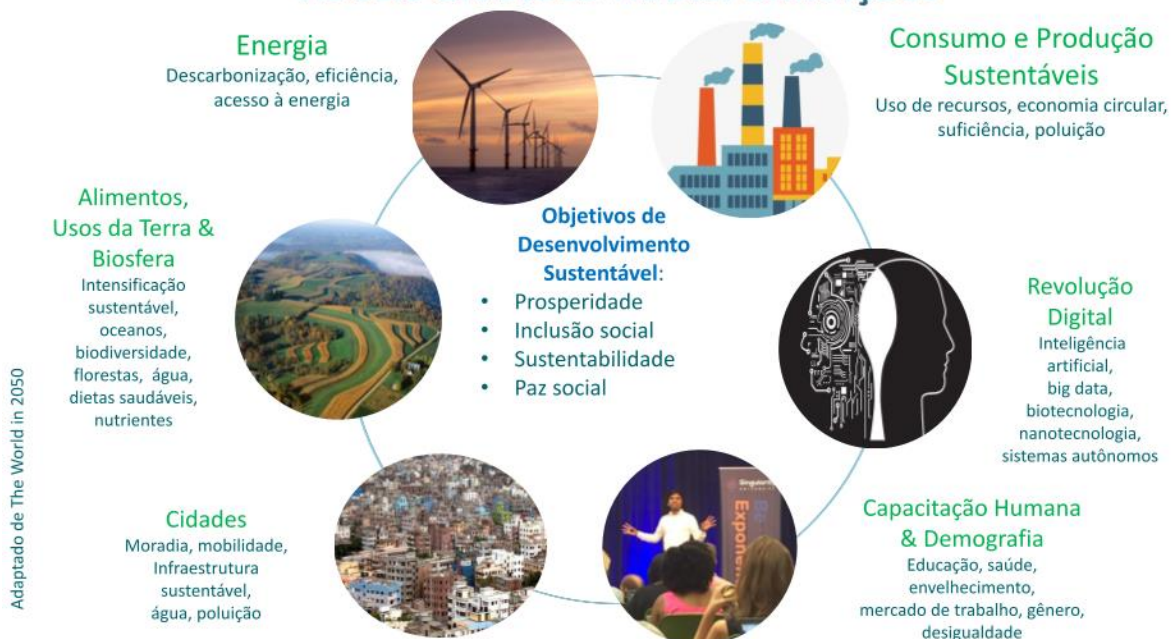 Energia
Descarbonização, eficiência,
acesso à energia
Consumo e Produção
Sustentáveis
Uso de recursos, economia circular,
suficiência, poluição
Alimentos,
Usos da Terra &
Biosfera
Intensificação
sustentável,
oceanos,
biodiversidade,
florestas, água,
dietas saudáveis,
nutrientes
Objetivos de
Desenvolvimento
Sustentável:
• Prosperidade
• Inclusão social
• Sustentabilidade
• Paz social
Revolução
Digital
Inteligência
artificial,
big data,
biotecnologia,
nanotecnologia,
sistemas autônomos
Cidades
Moradia, mobilidade,
Infraestrutura
sustentável,
água, poluição
Capacitação Humana
& Demografia
Educação, saúde,
envelhecimento,
mercado de trabalho, gênero,
desigualdade
Adaptado de The World in 2050